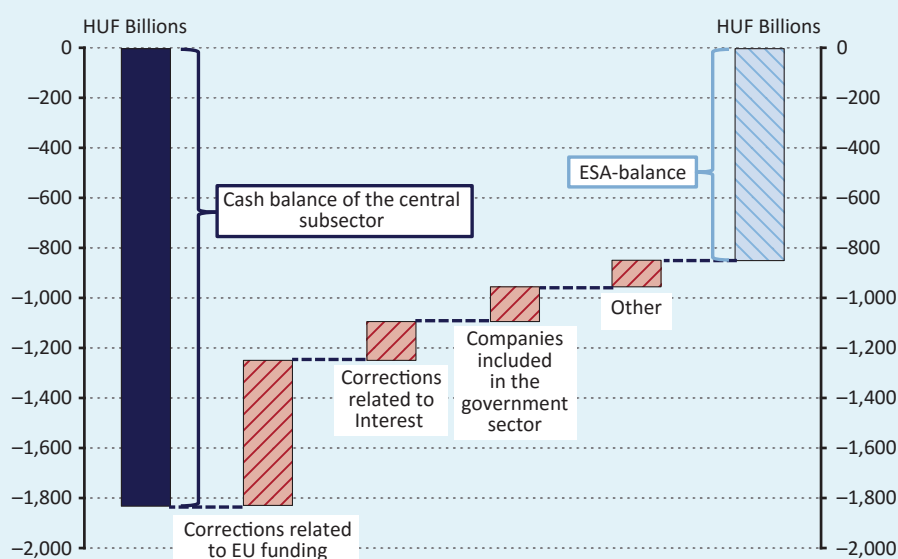 HUF Billions
HUF Billions
0
–200
–400
–600
–800
–1,000
–1,200
–1,400
–1,600
–1,800
–2,000
Cash balance of the central
subsector
ESA-balance
Other
Companies
included
in the
government
sector
Corrections
related to
Interest
Corrections related
to EU funding
0
–200
–400
–600
–800
–1,000
–1,200
–1,400
–1,600
–1,800
–2,000